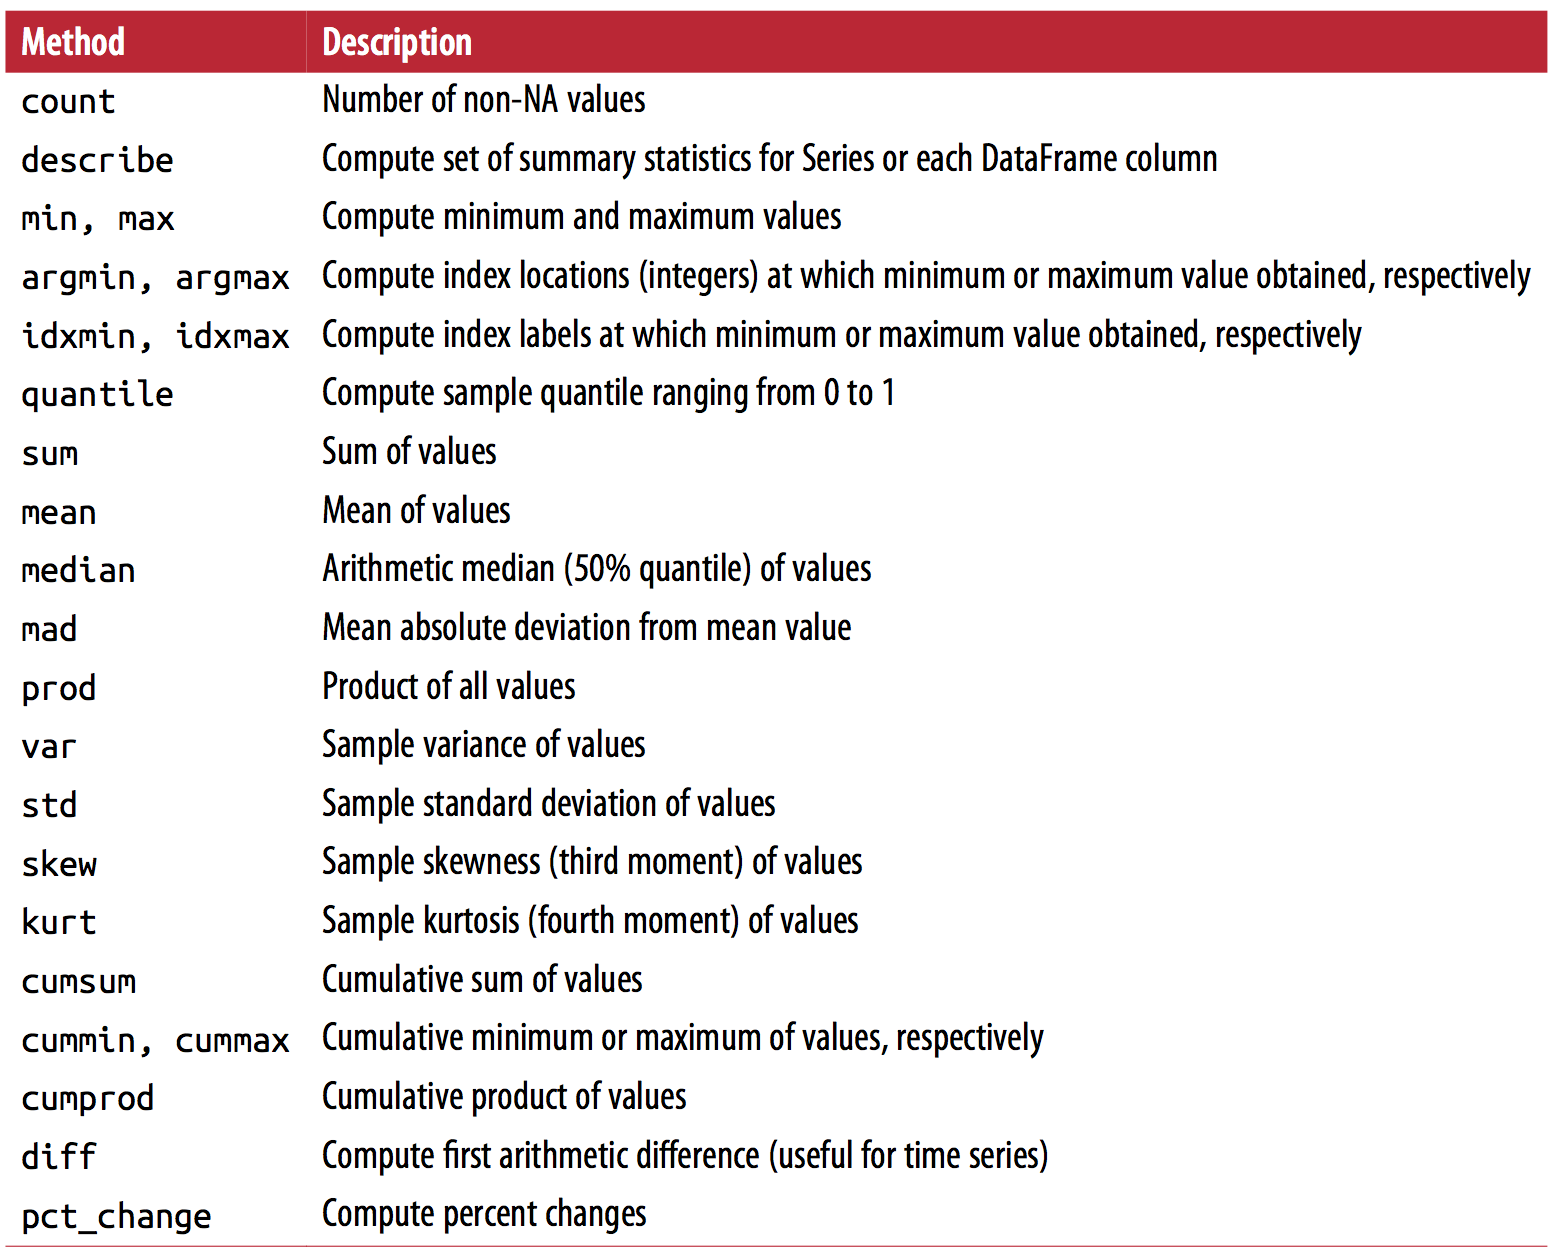 Method Description
count Number of non-NA values
describe Compute set of summary statistics for Series or each DataFrame column
min, max Compute minimum and maximum values
argmin, argmax Compute index locations (integers) at which minimum or maximum value obtained, respectively
idxmin, idxmax Compute index labels at which minimum or maximum value obtained, respectively
quantile Compute sample quantile ranging from 0 to 1
sum Sum of values
mean Mean of values
median Arithmetic median (50% quantile) of values
mad Mean absolute deviation from mean value
prod Product of all values
var Sample variance of values
std Sample standard deviation of values
skew Sample skewness (third moment) of values
kurt Sample kurtosis (fourth moment) of values
cumsum Cumulative sum of values
cummin, cummax Cumulative minimum or maximum of values, respectively
cumprod Cumulative product of values
diff Compute first arithmetic difference (useful for time series)
pct_change Compute percent changes